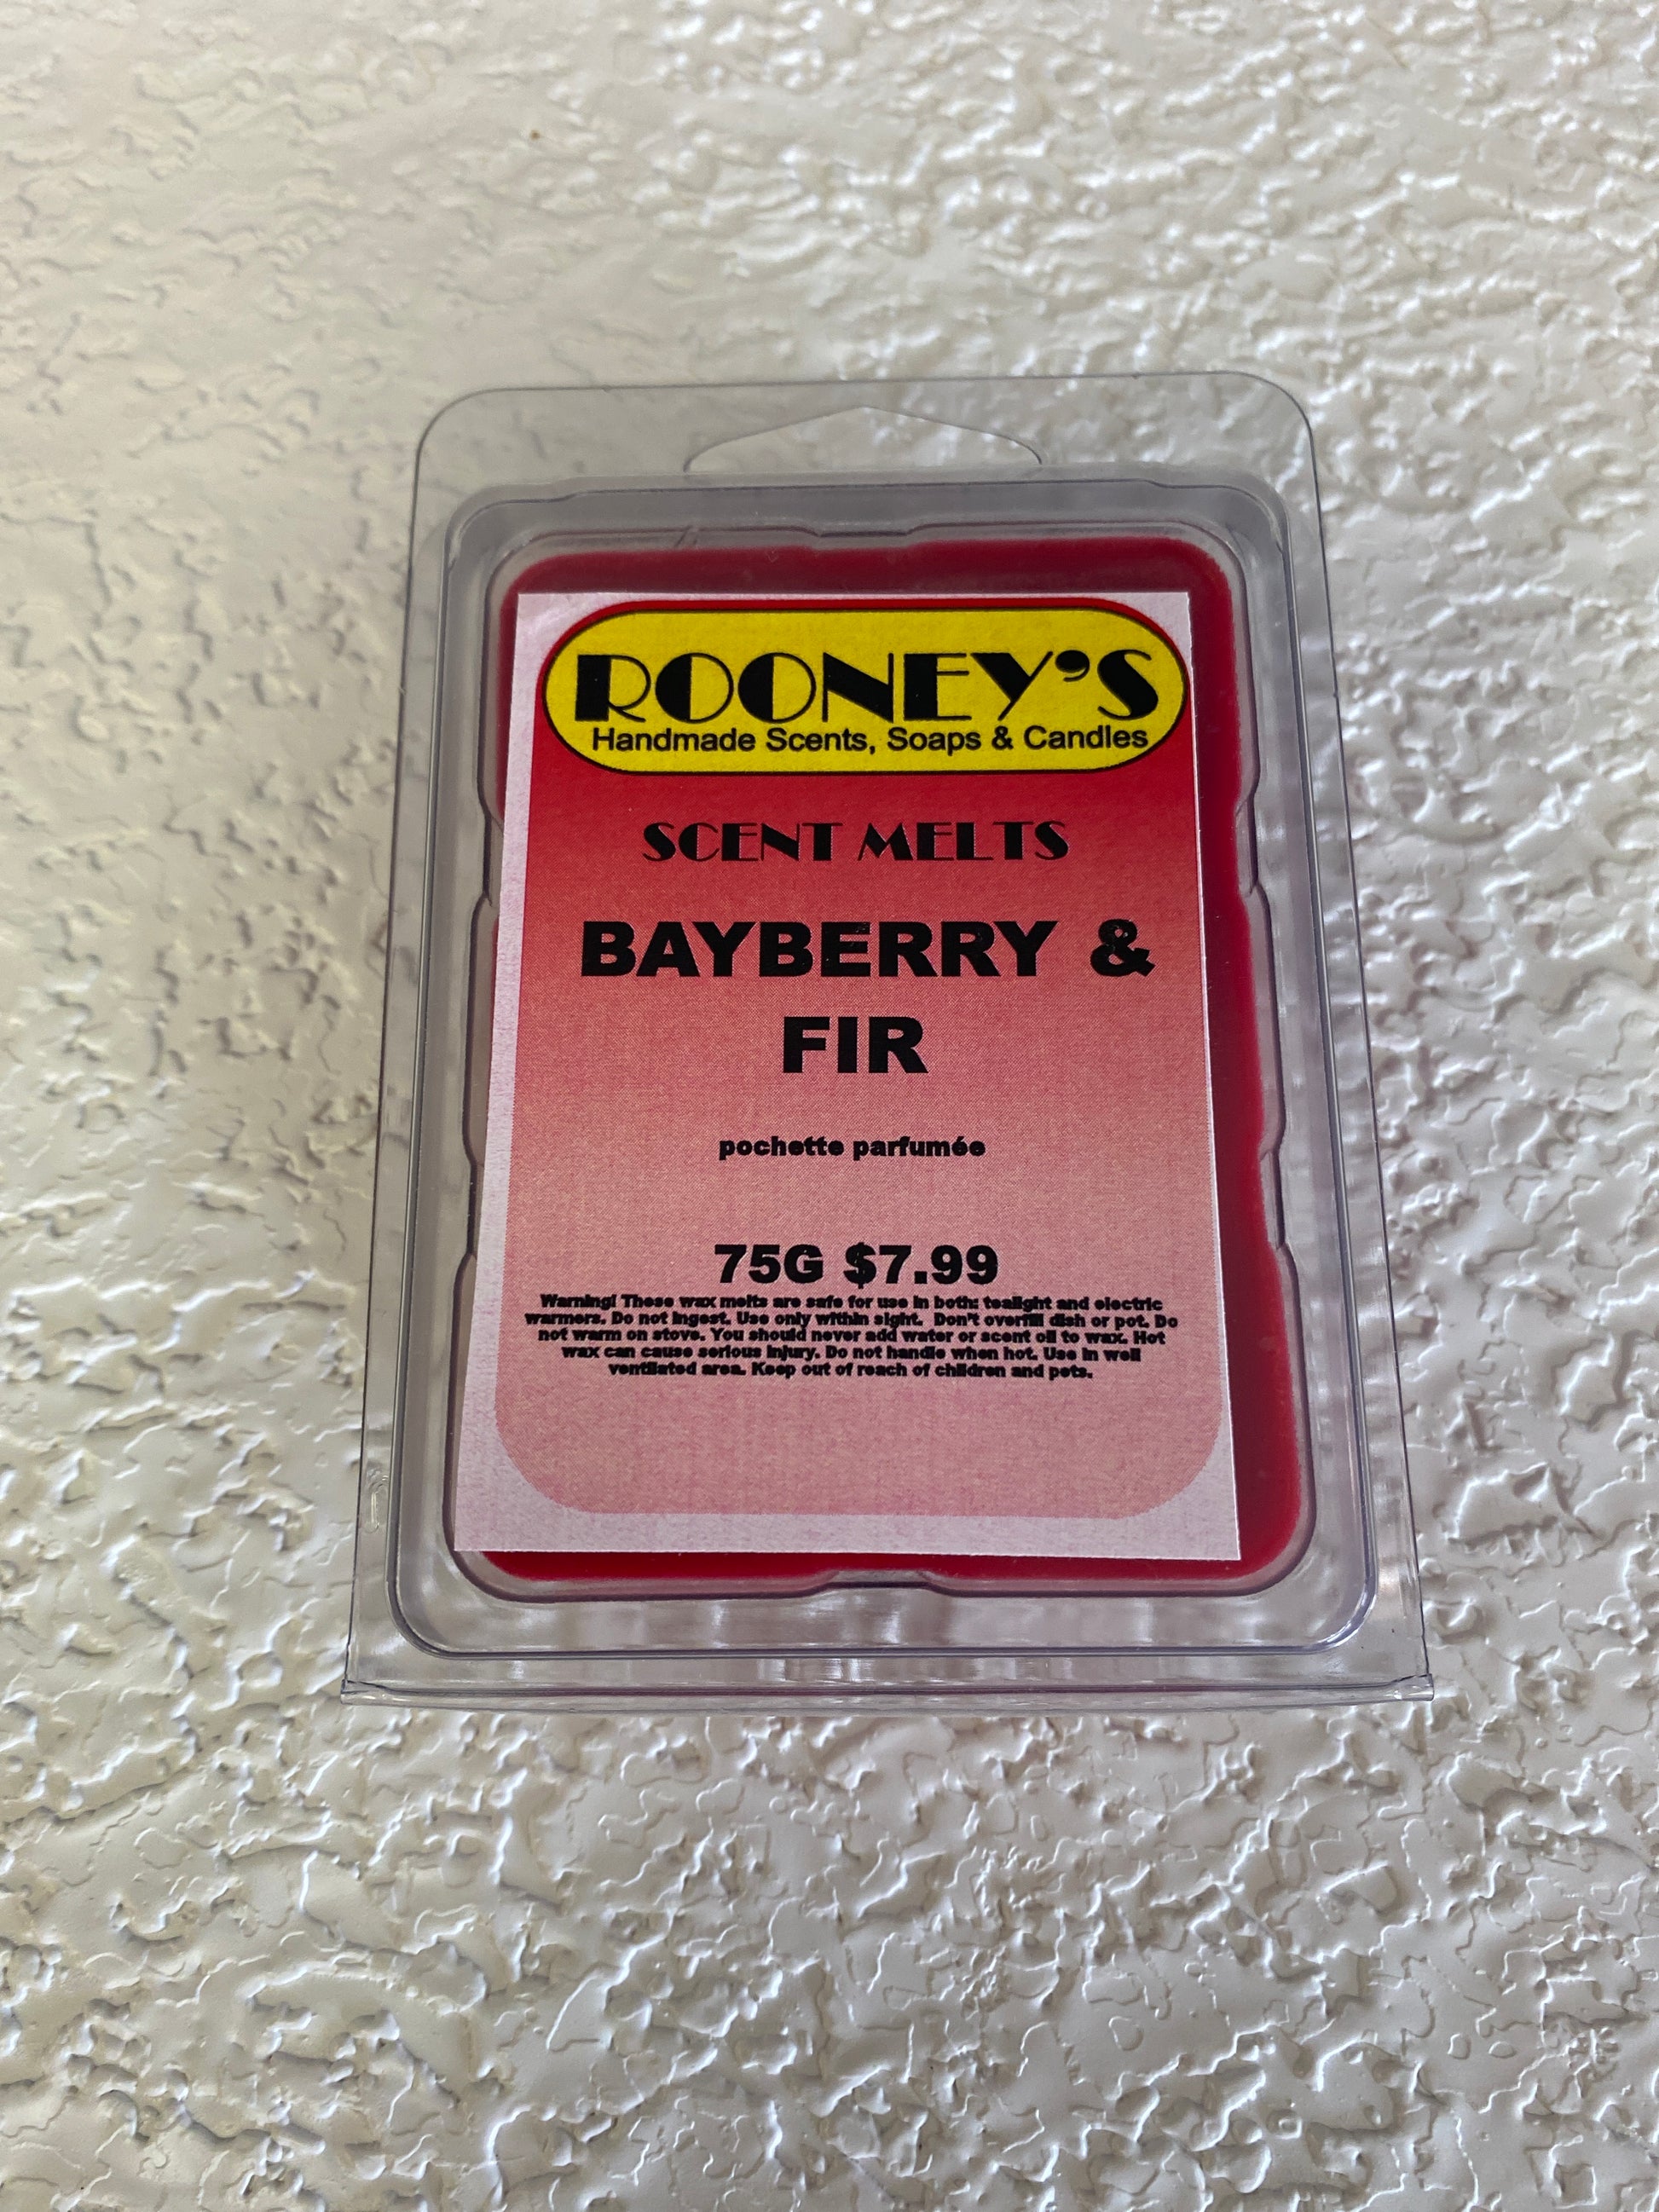 ROONEY'S
Handmade Scents, Soaps & Candles
SCENT MELTS
BAYBERRY &
FIR
pochette parfumée
75G $7.99
Warning! These wax melts are safe for use in both: tealight and electric
warmers. Do not ingest. Use only within sight. Don't overfill dish or pot. Do
not warm on stove. You should never add water or scent oil to wax. Hot
wax can cause serious injury. Do not handle when hot. Use in well
ventilated area. Keep out of reach of children and pets.